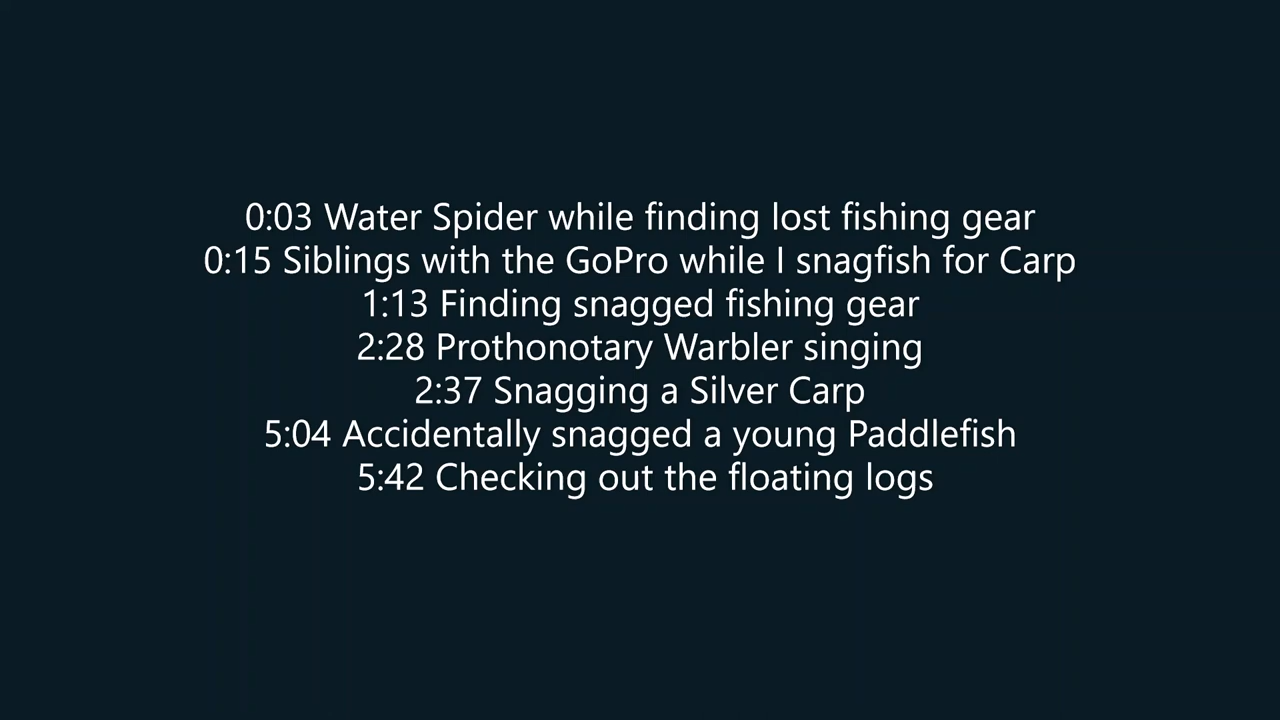 0:03 Water Spider while finding lost fishing gear
0:15 Siblings with the GoPro while I snagfish for Carp
1:13 Finding snagged fishing gear
2:28 Prothonotary Warbler singing
2:37 Snagging a Silver Carp
5:04 Accidentally snagged a young Paddlefish
5:42 Checking out the floating logs